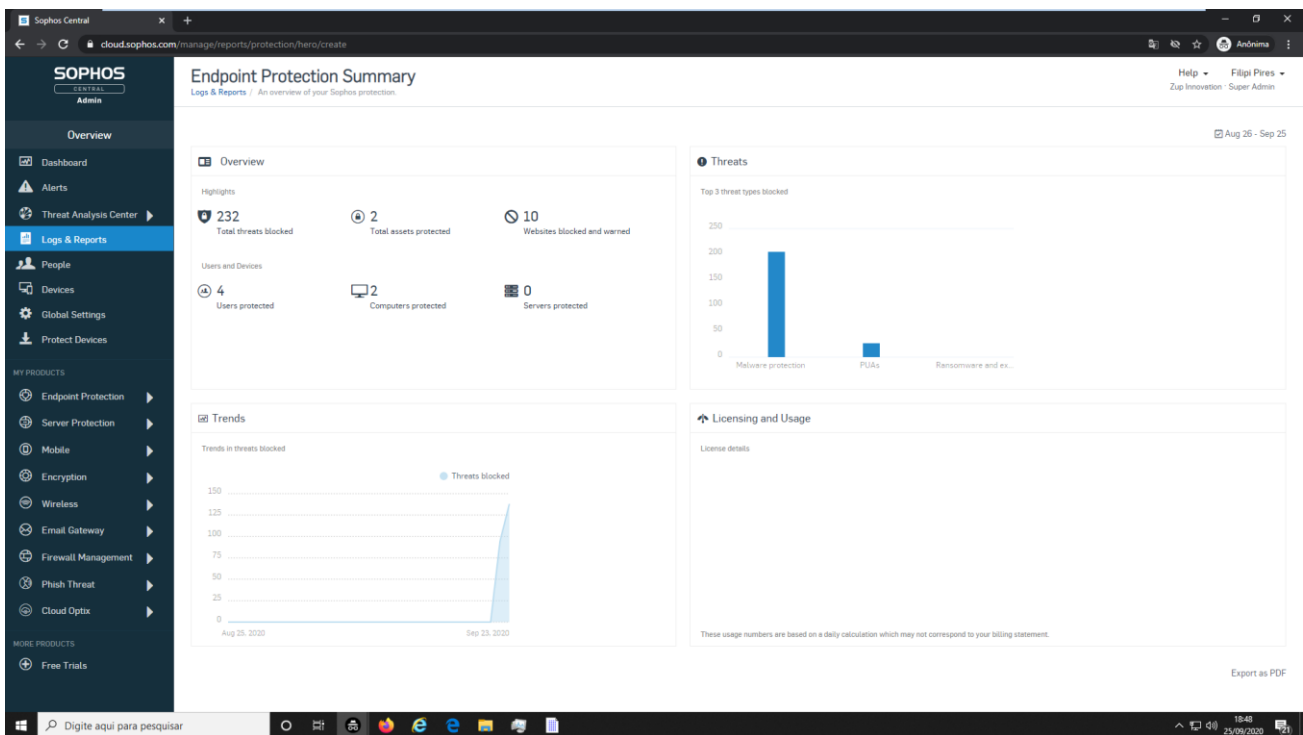 Sophos Central
cloud.sophos.com/manage/reports/protection/hero/create
Anônima
SOPHOS
CENTRAL
Admin
Overview
Dashboard
Alerts
Threat Analysis Center
Logs & Reports
People
Devices
Global Settings
Protect Devices
MY PRODUCTS
Endpoint Protection
Server Protection
Mobile
Encryption
Wireless
Email Gateway
Firewall Management
Phish Threat
Cloud Optix
MORE PRODUCTS
Free Trials
Endpoint Protection Summary
Logs & Reports / An overview of your Sophos protection.
Help Filipi Pires
Zup Innovation · Super Admin
Aug 26 - Sep 25
Overview
Highlights
232
Total threats blocked
2
Total assets protected
10
Websites blocked and warned
Users and Devices
4
Users protected
2
Computers protected
0
Servers protected
Threats
Top 3 threat types blocked
250
200
150
100
50
0
Malware protection PUAs Ransomware and ex...
Trends
Trends in threats blocked
Threats blocked
150
125
100
75
50
25
0
Aug 25, 2020 Sep 23, 2020
Licensing and Usage
License details
These usage numbers are based on a daily calculation which may not correspond to your billing statement.
Export as PDF
Digite aqui para pesquisar
18:48
25/09/2020
21